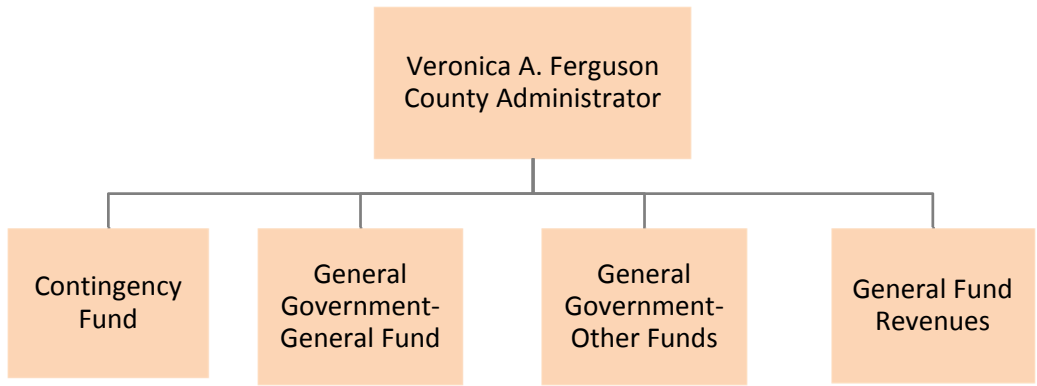 Veronica A. Ferguson
County Administrator
Contingency
Fund
General
Government-
General Fund
General
Government-
Other Funds
General Fund
Revenues